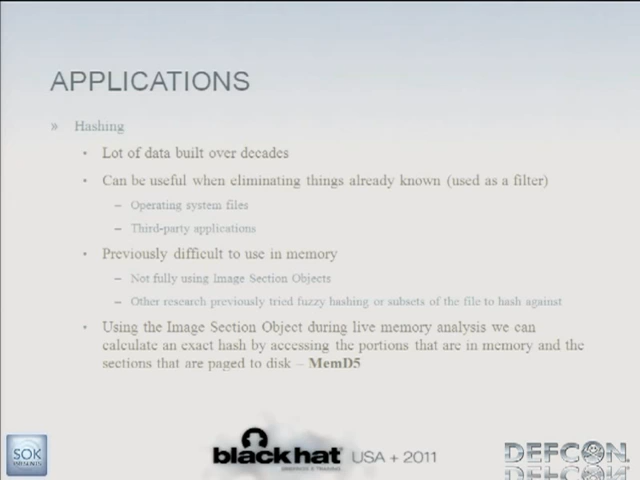 APPLICATIONS
» Hashing
• Lot of data built over decades
• Can be useful when eliminating things already known (used as a filter)
– Operating system files
– Third-party applications
• Previously difficult to use in memory
– Not fully using Image Section Objects
– Other research previously tried fuzzy hashing or subsets of the file to hash against
• Using the Image Section Object during live memory analysis we can
calculate an exact hash by accessing the portions that are in memory and the
sections that are paged to disk – MemD5
SOK
black hat USA + 2011
DEFCON